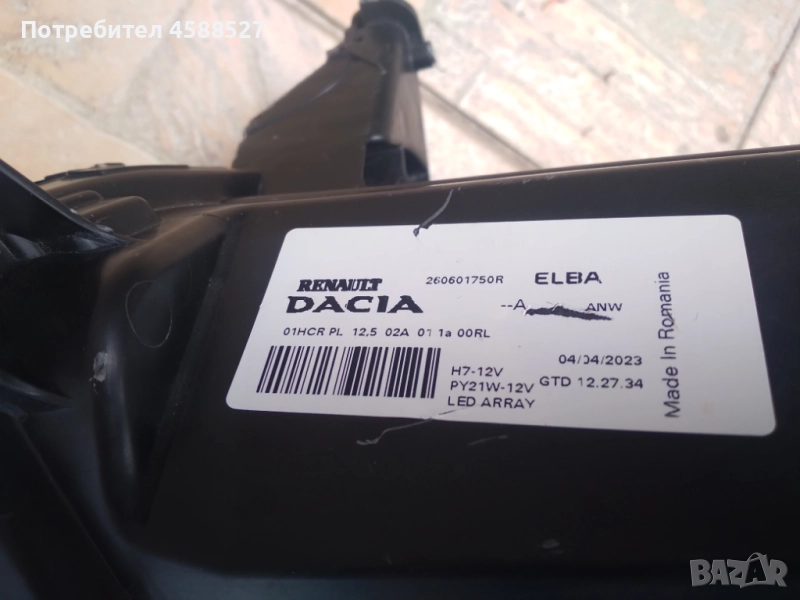 Потребител 4588527
RENAULT 260601750R ELBA
DACIA --A ANW
01HCR PL 12,5 02A 01 1a 00RL
H7-12V 04/04/2023
PY21W-12V GTD 12.27.34
LED ARRAY
Made In Romania
BAZAR